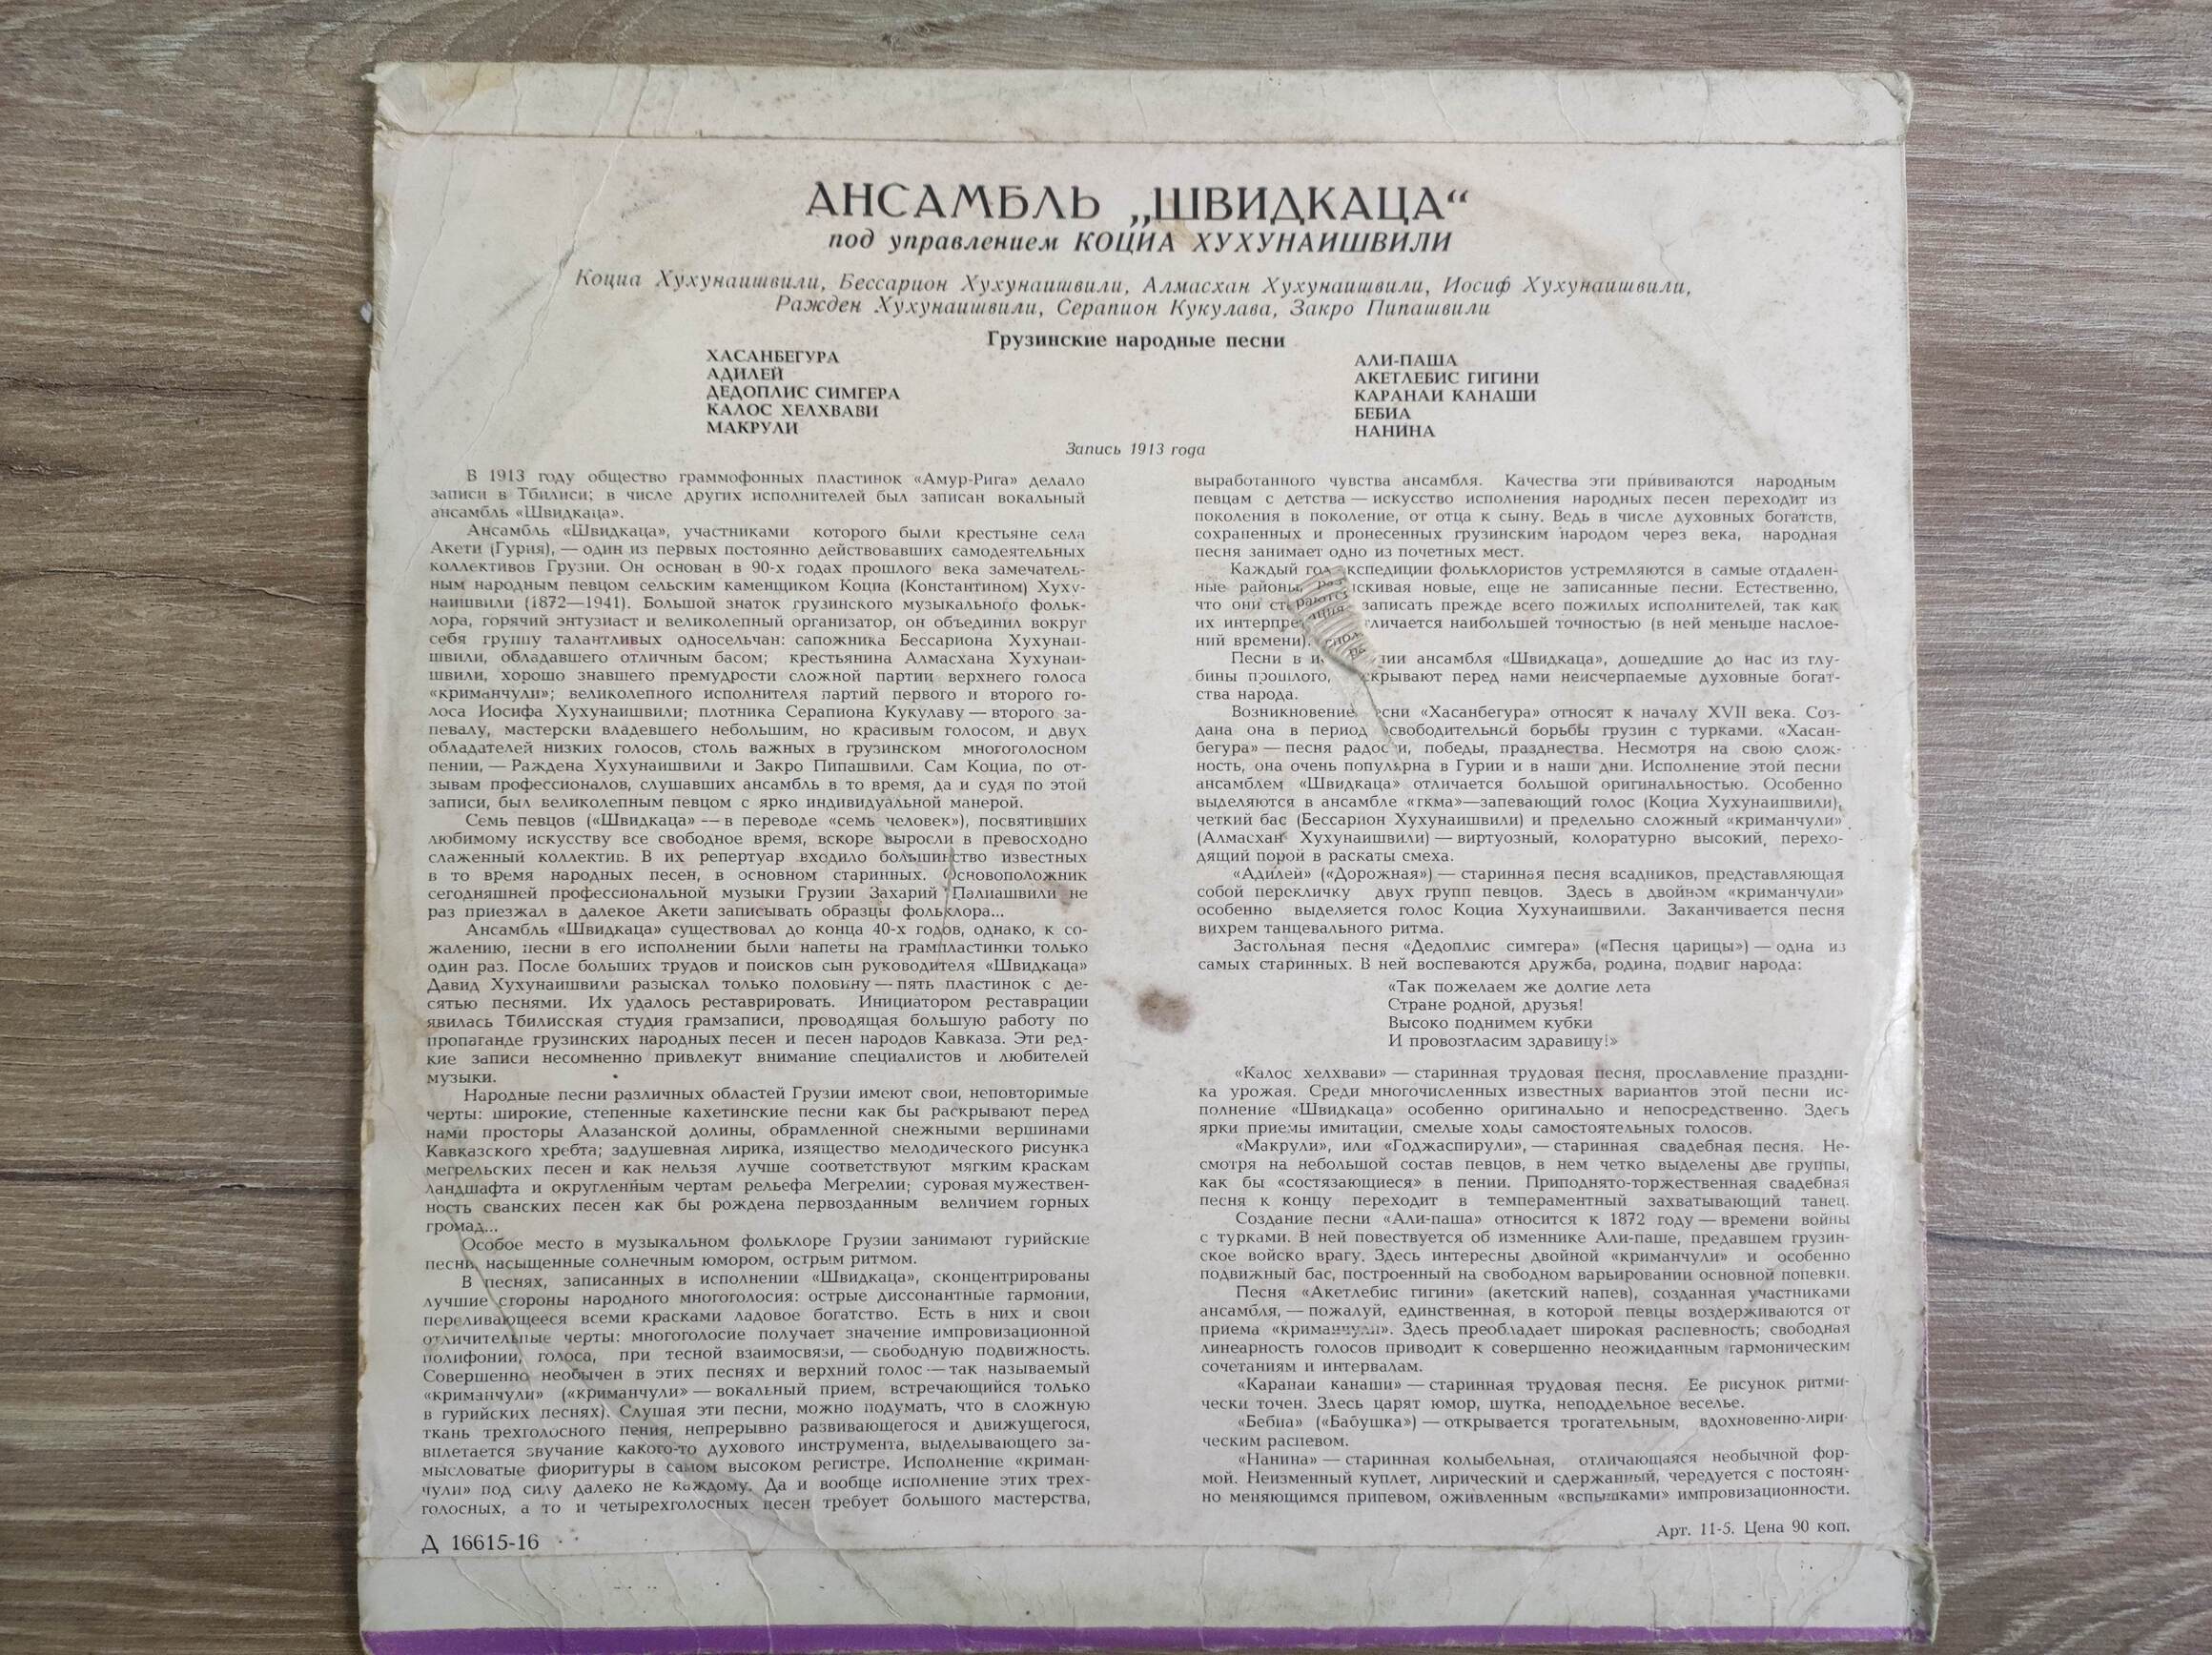 АНСАМБЛЬ „ШВИДКАЦА“
под управлением КОЦИА ХУХУНАИШВИЛИ
Коциа Хухунаишвили, Бессарион Хухунаишвили, Алмасхан Хухунаишвили, Иосиф Хухунаишвили,
Ражден Хухунаишвили, Серапион Кукулава, Закро Пипашвили
Грузинские народные песни
ХАСАНБЕГУРА
АДИЛЕЙ
ДЕДОПЛИС СИМГЕРА
КАЛОС ХЕЛХВАВИ
МАКРУЛИ
АЛИ-ПАША
АКЕТЛЕБИС ГИГИНИ
КАРАНАИ КАНАШИ
БЕБИА
НАНИНА
Запись 1913 года
В 1913 году общество граммофонных пластинок «Амур-Рига» делало
записи в Тбилиси; в числе других исполнителей был записан вокальный
ансамбль «Швидкаца».
Ансамбль «Швидкаца», участниками которого были крестьяне села
Акети (Гурия), — один из первых постоянно действовавших самодеятельных
коллективов Грузии. Он основан в 90-х годах прошлого века замечатель-
ным народным певцом сельским каменщиком Коциа (Константином) Хуху-
наишвили (1872—1941). Большой знаток грузинского музыкального фольк-
лора, горячий энтузиаст и великолепный организатор, он объединил вокруг
себя группу талантливых односельчан: сапожника Бессариона Хухунаи-
швили, обладавшего отличным басом; крестьянина Алмасхана Хухунаи-
швили, хорошо знавшего премудрости сложной партии верхнего голоса
«криманчули»; великолепного исполнителя партий первого и второго го-
лоса Иосифа Хухунаишвили; плотника Серапиона Кукулаву — второго за-
певалу, мастерски владевшего небольшим, но красивым голосом, и двух
обладателей низких голосов, столь важных в грузинском многоголосном
пении, — Раждена Хухунаишвили и Закро Пипашвили. Сам Коциа, по от-
зывам профессионалов, слушавших ансамбль в то время, да и судя по этой
записи, был великолепным певцом с ярко индивидуальной манерой.
Семь певцов («Швидкаца» — в переводе «семь человек»), посвятивших
любимому искусству все свободное время, вскоре выросли в превосходно
слаженный коллектив. В их репертуар входило большинство известных
в то время народных песен, в основном старинных. Основоположник
сегодняшней профессиональной музыки Грузии Захарий Палиашвили не
раз приезжал в далекое Акети записывать образцы фольклора...
Ансамбль «Швидкаца» существовал до конца 40-х годов, однако, к со-
жалению, песни в его исполнении были напеты на грампластинки только
один раз. После больших трудов и поисков сын руководителя «Швидкаца»
Давид Хухунаишвили разыскал только половину — пять пластинок с де-
сятью песнями. Их удалось реставрировать. Инициатором реставрации
явилась Тбилисская студия грамзаписи, проводящая большую работу по
пропаганде грузинских народных песен и песен народов Кавказа. Эти ред-
кие записи несомненно привлекут внимание специалистов и любителей
музыки.
Народные песни различных областей Грузии имеют свои, неповторимые
черты: широкие, степенные кахетинские песни как бы раскрывают перед
нами просторы Алазанской долины, обрамленной снежными вершинами
Кавказского хребта; задушевная лирика, изящество мелодического рисунка
мегрельских песен и как нельзя лучше соответствуют мягким краскам
ландшафта и округленным чертам рельефа Мегрелии; суровая мужествен-
ность сванских песен как бы рождена первозданным величием горных
громад...
Особое место в музыкальном фольклоре Грузии занимают гурийские
песни, насыщенные солнечным юмором, острым ритмом.
В песнях, записанных в исполнении «Швидкаца», сконцентрированы
лучшие стороны народного многоголосия: острые диссонантные гармонии,
переливающееся всеми красками ладовое богатство. Есть в них и свои
отличительные черты: многоголосие получает значение импровизационной
полифонии, голоса, при тесной взаимосвязи, — свободную подвижность.
Совершенно необычен в этих песнях и верхний голос — так называемый
«криманчули» («криманчули» — вокальный прием, встречающийся только
в гурийских песнях). Слушая эти песни, можно подумать, что в сложную
ткань трехголосного пения, непрерывно развивающегося и движущегося,
вплетается звучание какого-то духового инструмента, выделывающего за-
мысловатые фиоритуры в самом высоком регистре. Исполнение «криман-
чули» под силу далеко не каждому. Да и вообще исполнение этих трех-
голосных, а то и четырехголосных песен требует большого мастерства,
выработанного чувства ансамбля. Качества эти прививаются народным
певцам с детства — искусство исполнения народных песен переходит из
поколения в поколение, от отца к сыну. Ведь в числе духовных богатств,
сохраненных и пронесенных грузинским народом через века, народная
песня занимает одно из почетных мест.
Каждый год экспедиции фольклористов устремляются в самые отдален-
ные районы, разыскивая новые, еще не записанные песни. Естественно,
что они стараются записать прежде всего пожилых исполнителей, так как
их интерпретация отличается наибольшей точностью (в ней меньше наслое-
ний времени).
Песни в исполнении ансамбля «Швидкаца», дошедшие до нас из глу-
бины прошлого, раскрывают перед нами неисчерпаемые духовные богат-
ства народа.
Возникновение песни «Хасанбегура» относят к началу XVII века. Соз-
дана она в период освободительной борьбы грузин с турками. «Хасан-
бегура» — песня радости, победы, празднества. Несмотря на свою слож-
ность, она очень популярна в Гурии и в наши дни. Исполнение этой песни
ансамблем «Швидкаца» отличается большой оригинальностью. Особенно
выделяются в ансамбле «ткма»—запевающий голос (Коциа Хухунаишвили),
четкий бас (Бессарион Хухунаишвили) и предельно сложный «криманчули»
(Алмасхан Хухунаишвили) — виртуозный, колоратурно высокий, перехо-
дящий порой в раскаты смеха.
«Адилей» («Дорожная») — старинная песня всадников, представляющая
собой перекличку двух групп певцов. Здесь в двойном «криманчули»
особенно выделяется голос Коциа Хухунаишвили. Заканчивается песня
вихрем танцевального ритма.
Застольная песня «Дедоплис симгера» («Песня царицы») — одна из
самых старинных. В ней воспеваются дружба, родина, подвиг народа:
«Так пожелаем же долгие лета
Стране родной, друзья!
Высоко поднимем кубки
И провозгласим здравицу!»
«Калос хелхвави» — старинная трудовая песня, прославление праздни-
ка урожая. Среди многочисленных известных вариантов этой песни ис-
полнение «Швидкаца» особенно оригинально и непосредственно. Здесь
ярки приемы имитации, смелые ходы самостоятельных голосов.
«Макрули», или «Годжаспирули», — старинная свадебная песня. Не-
смотря на небольшой состав певцов, в нем четко выделены две группы,
как бы «состязающиеся» в пении. Приподнято-торжественная свадебная
песня к концу переходит в темпераментный захватывающий танец.
Создание песни «Али-паша» относится к 1872 году — времени войны
с турками. В ней повествуется об изменнике Али-паше, предавшем грузин-
ское войско врагу. Здесь интересны двойной «криманчули» и особенно
подвижный бас, построенный на свободном варьировании основной попевки.
Песня «Акетлебис гигини» (акетский напев), созданная участниками
ансамбля, — пожалуй, единственная, в которой певцы воздерживаются от
приема «криманчули». Здесь преобладает широкая распевность; свободная
линеарность голосов приводит к совершенно неожиданным гармоническим
сочетаниям и интервалам.
«Каранаи канаши» — старинная трудовая песня. Ее рисунок ритми-
чески точен. Здесь царят юмор, шутка, неподдельное веселье.
«Бебиа» («Бабушка») — открывается трогательным, вдохновенно-лири-
ческим распевом.
«Нанина» — старинная колыбельная, отличающаяся необычной фор-
мой. Неизменный куплет, лирический и сдержанный, чередуется с постоян-
но меняющимся припевом, оживленным «вспышками» импровизационности.
Д 16615-16
Арт. 11-5. Цена 90 коп.